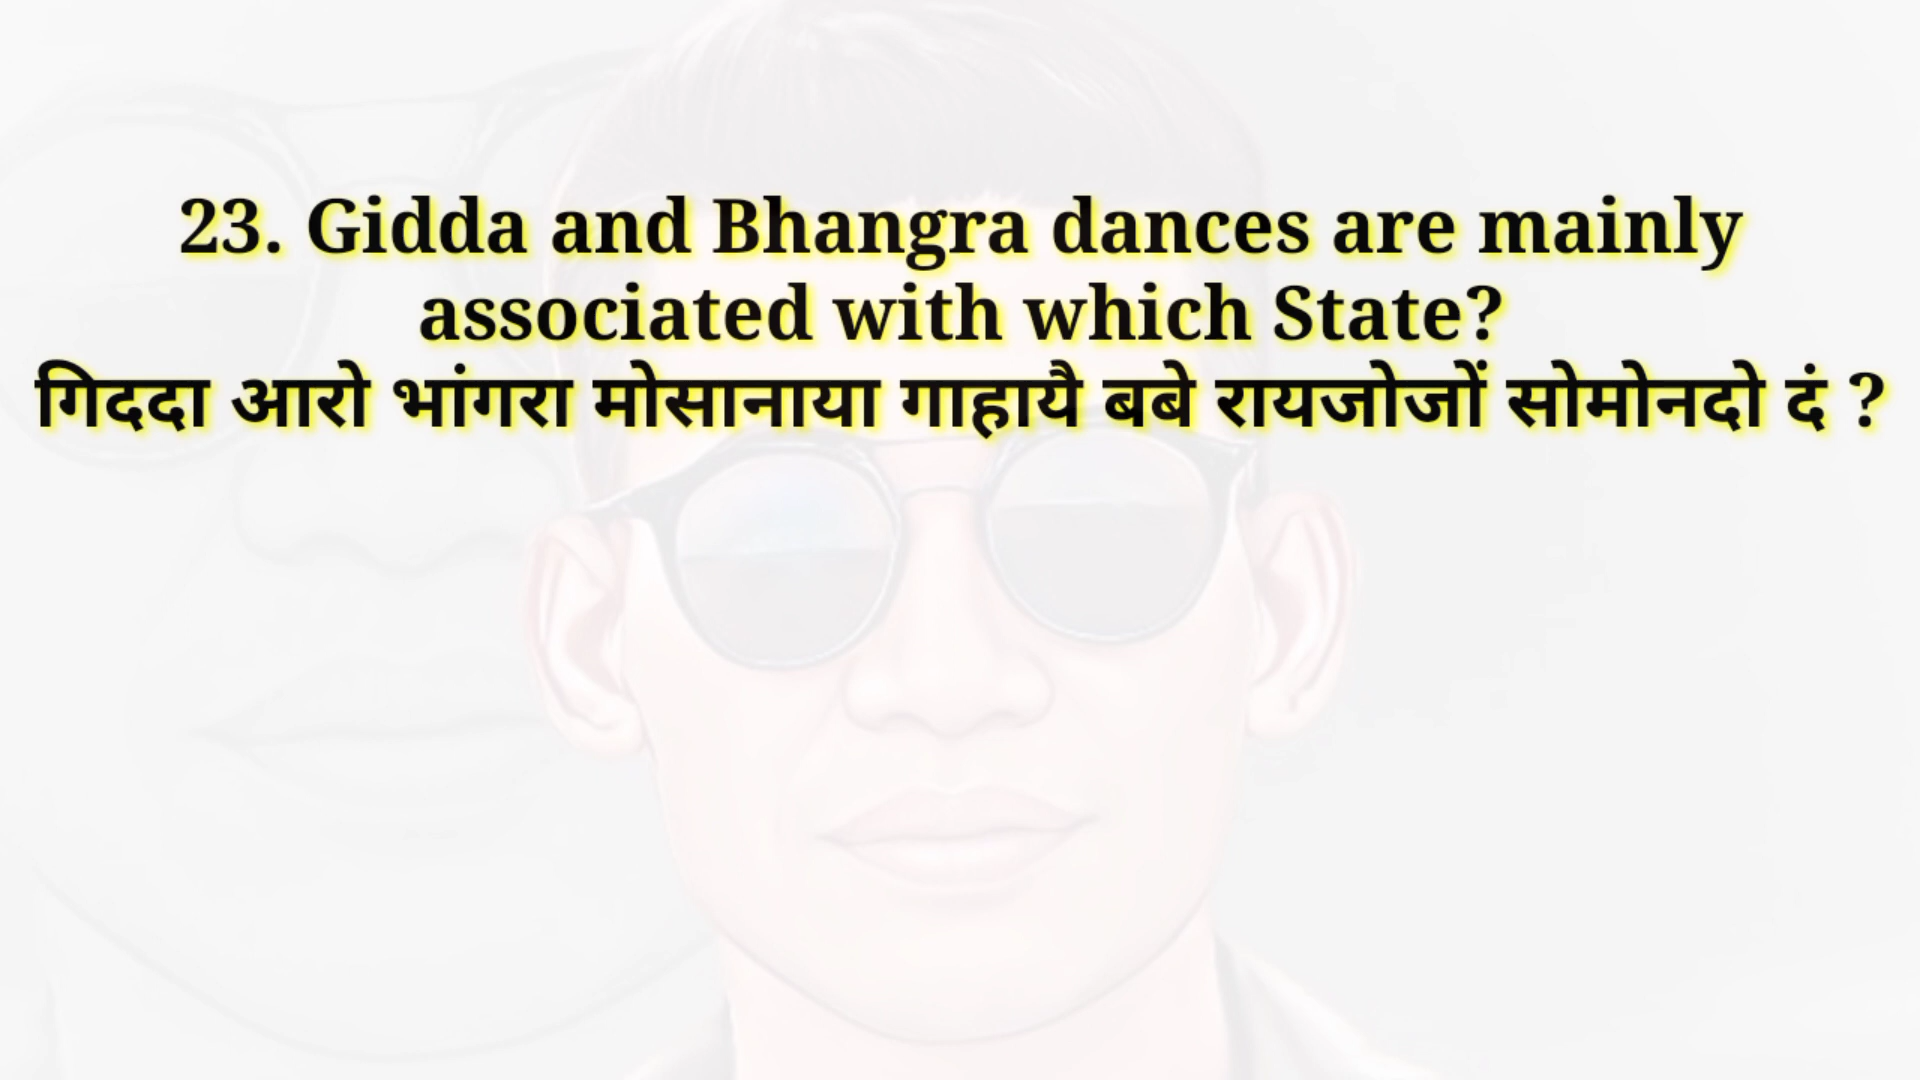 23. Gidda and Bhangra dances are mainly
associated with which State?
गिददा आरो भांगरा मोसानाया गाहायै बबे रायजोजों सोमोनदो दं ?